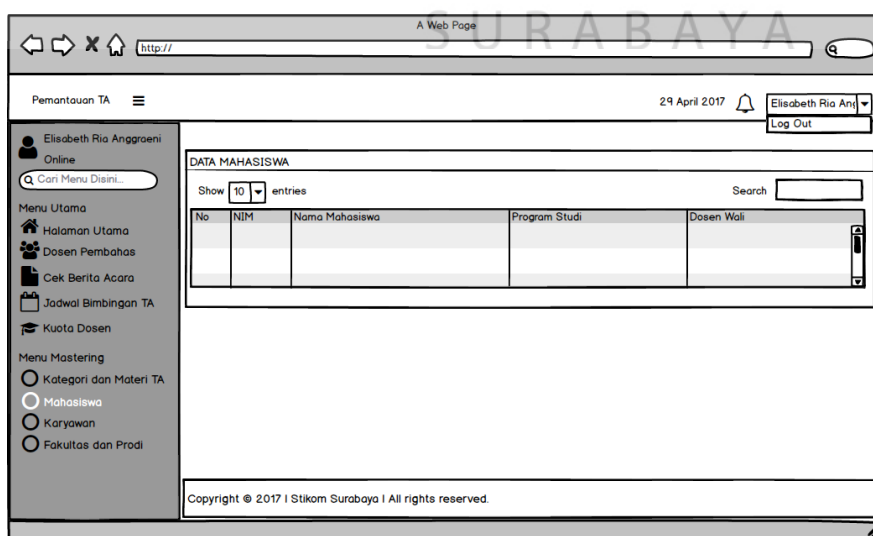 SURABAYA
A Web Page
http://
Pemantauan TA
29 April 2017
Elisabeth Ria Ang
Log Out
Elisabeth Ria Anggraeni
Online
Cari Menu Disini...
Menu Utama
Halaman Utama
Dosen Pembahas
Cek Berita Acara
Jadwal Bimbingan TA
Kuota Dosen
Menu Mastering
Kategori dan Materi TA
Mahasiswa
Karyawan
Fakultas dan Prodi
DATA MAHASISWA
Show 10 entries
Search
No NIM Nama Mahasiswa Program Studi Dosen Wali
Copyright © 2017 | Stikom Surabaya | All rights reserved.